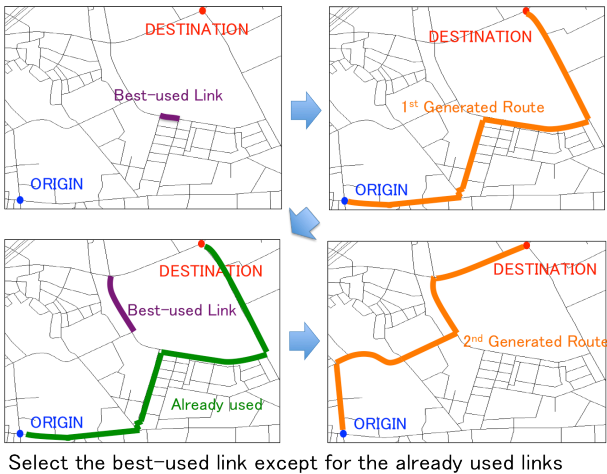 DESTINATION
Best-used Link
ORIGIN
DESTINATION
1st Generated Route
ORIGIN
DESTINATION
Best-used Link
Already used
ORIGIN
DESTINATION
2nd Generated Route
ORIGIN
Select the best-used link except for the already used links